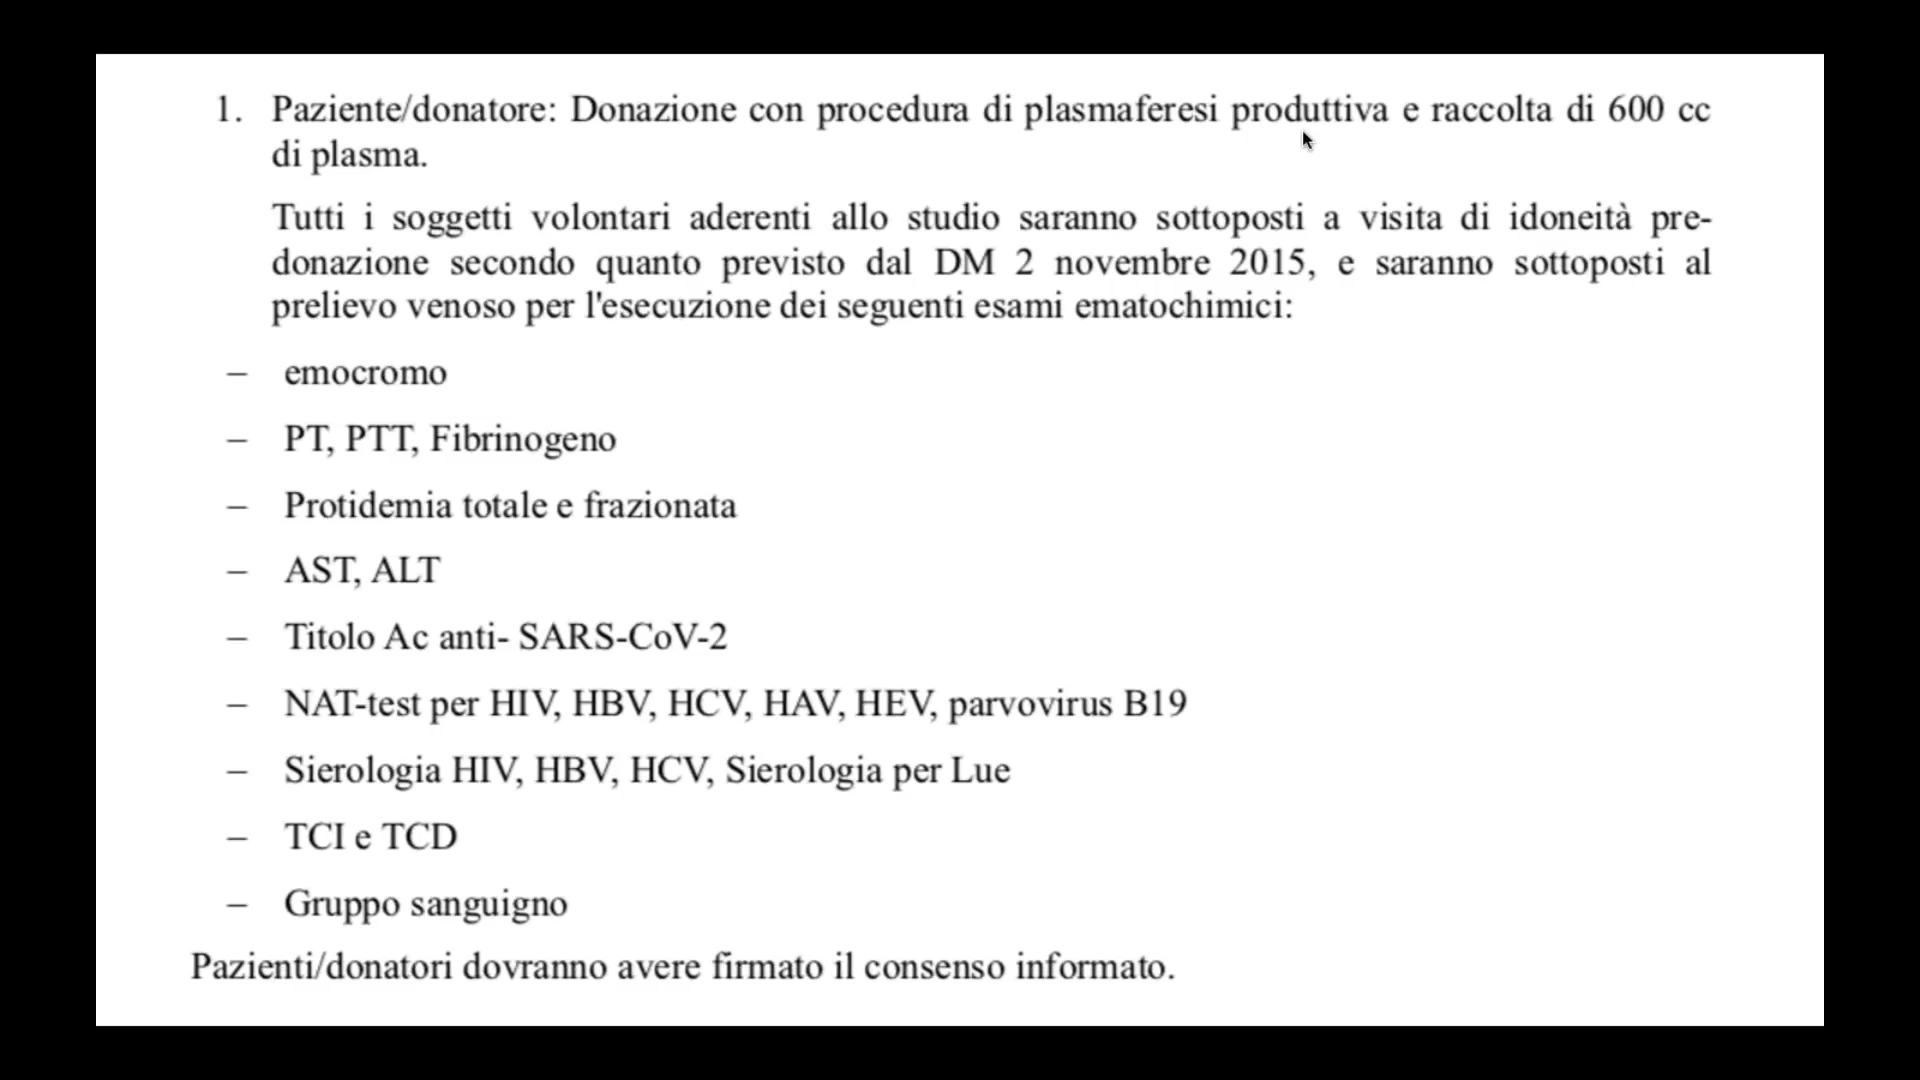 1. Paziente/donatore: Donazione con procedura di plasmaferesi produttiva e raccolta di 600 cc
di plasma.
Tutti i soggetti volontari aderenti allo studio saranno sottoposti a visita di idoneità pre-
donazione secondo quanto previsto dal DM 2 novembre 2015, e saranno sottoposti al
prelievo venoso per l'esecuzione dei seguenti esami ematochimici:
– emocromo
– PT, PTT, Fibrinogeno
– Protidemia totale e frazionata
– AST, ALT
– Titolo Ac anti- SARS-CoV-2
– NAT-test per HIV, HBV, HCV, HAV, HEV, parvovirus B19
– Sierologia HIV, HBV, HCV, Sierologia per Lue
– TCI e TCD
– Gruppo sanguigno
Pazienti/donatori dovranno avere firmato il consenso informato.